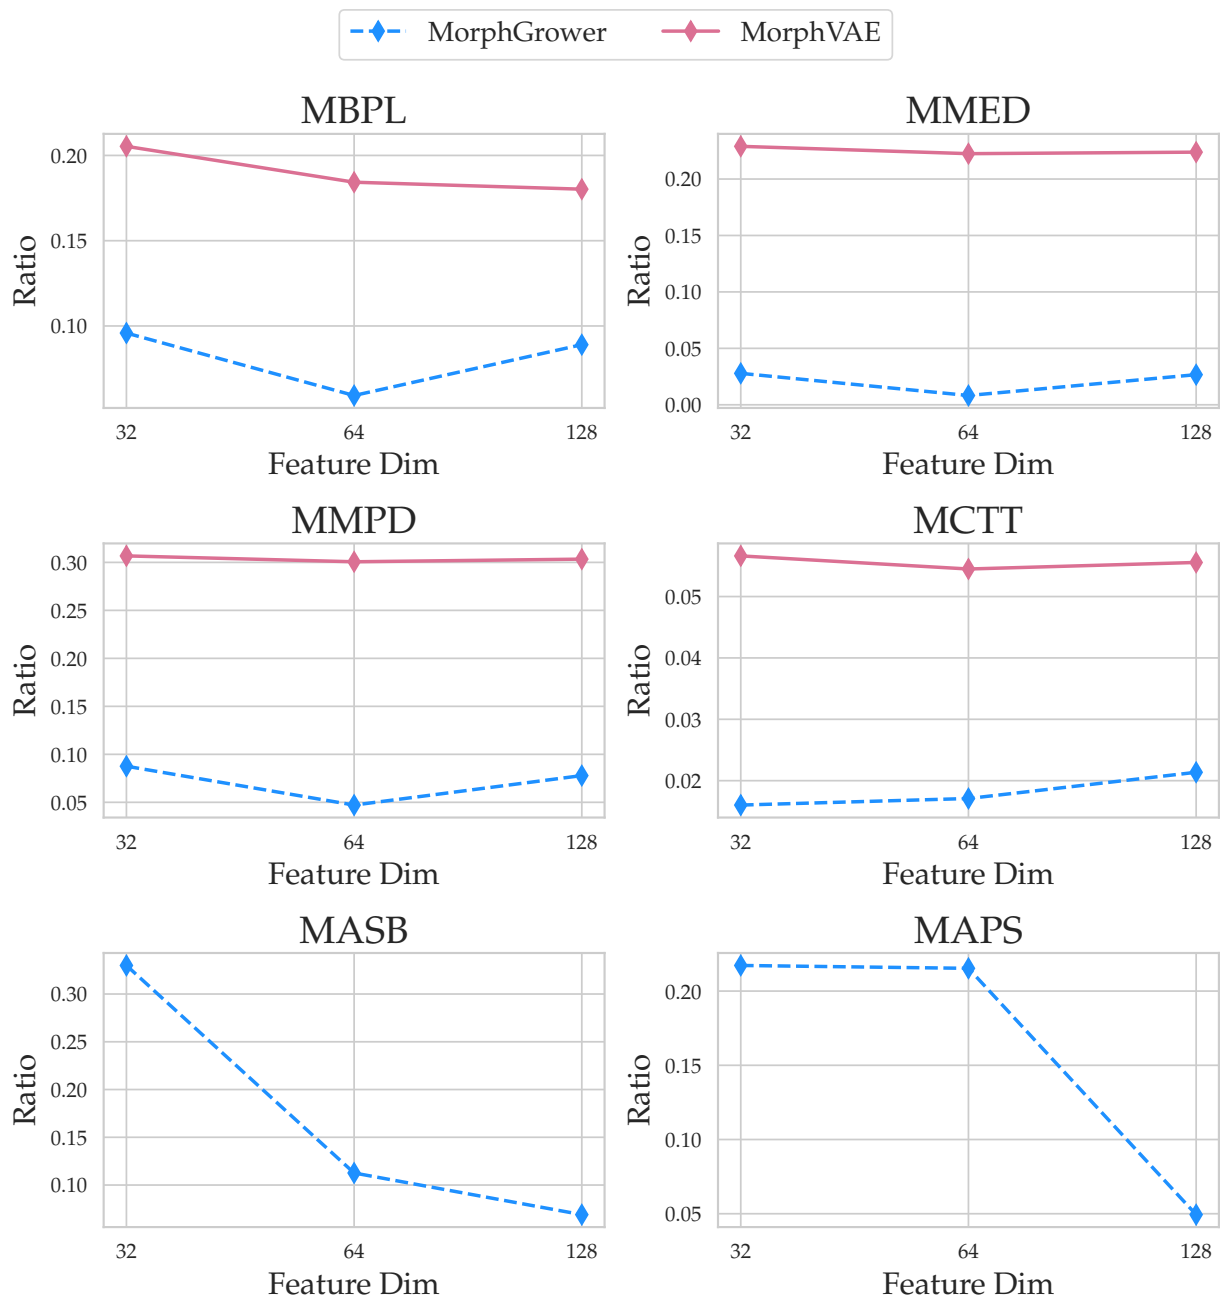 MorphGrower MorphVAE
MBPL
0.20
0.15
0.10
Ratio
32 64 128
Feature Dim
MMED
0.20
0.15
0.10
0.05
0.00
Ratio
32 64 128
Feature Dim
MMPD
0.30
0.25
0.20
0.15
0.10
0.05
Ratio
32 64 128
Feature Dim
MCTT
0.05
0.04
0.03
0.02
Ratio
32 64 128
Feature Dim
MASB
0.30
0.25
0.20
0.15
0.10
Ratio
32 64 128
Feature Dim
MAPS
0.20
0.15
0.10
0.05
Ratio
32 64 128
Feature Dim